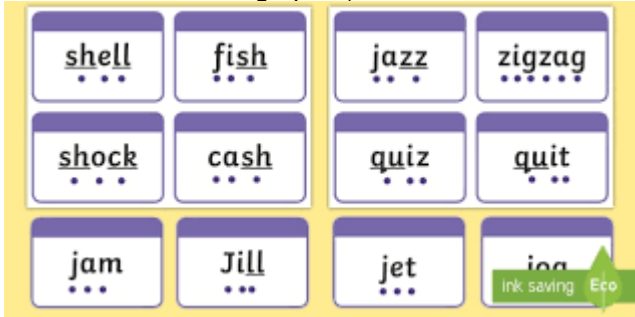 shell fish jazz zigzag
shock cash quiz quit
jam Jill jet
ink saving Eco